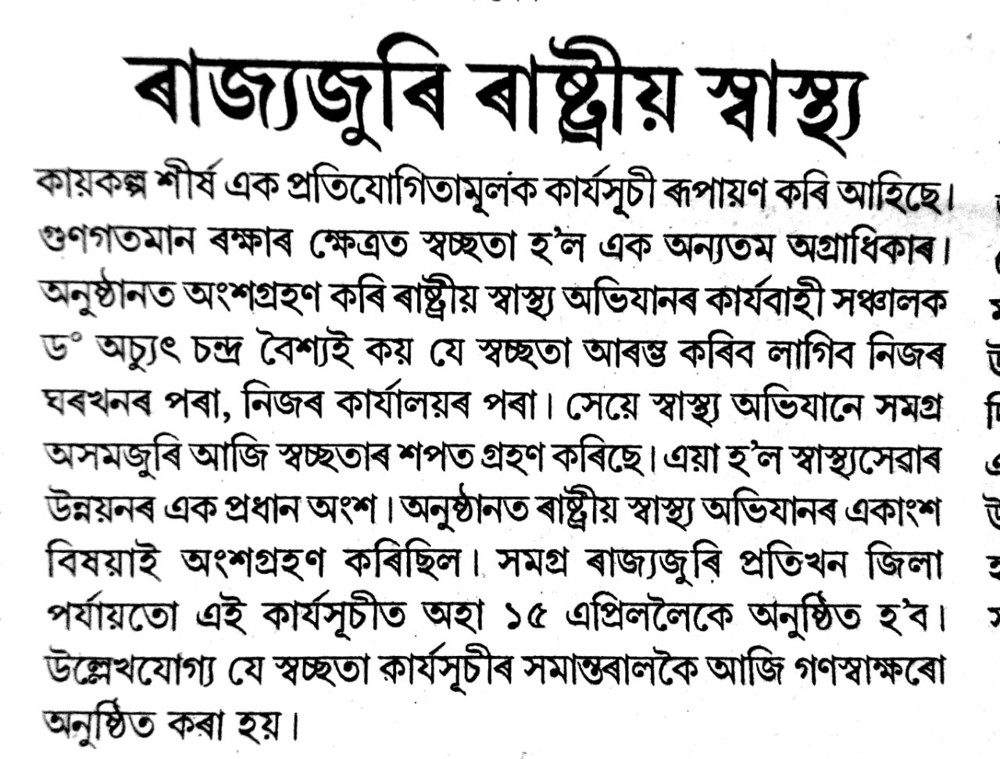 ৰাজ্যজুৰি ৰাষ্ট্ৰীয় স্বাস্থ্য
কায়কল্প শীৰ্ষ এক প্ৰতিযোগিতামূলক কাৰ্যসূচী ৰূপায়ণ কৰি আহিছে।
গুণগতমান ৰক্ষাৰ ক্ষেত্ৰত স্বচ্ছতা হ'ল এক অন্যতম অগ্ৰাধিকাৰ।
অনুষ্ঠানত অংশগ্ৰহণ কৰি ৰাষ্ট্ৰীয় স্বাস্থ্য অভিযানৰ কাৰ্যবাহী সঞ্চালক
ড° অচ্যুৎ চন্দ্ৰ বৈশ্যই কয় যে স্বচ্ছতা আৰম্ভ কৰিব লাগিব নিজৰ
ঘৰখনৰ পৰা, নিজৰ কাৰ্যালয়ৰ পৰা। সেয়ে স্বাস্থ্য অভিযানে সমগ্ৰ
অসমজুৰি আজি স্বচ্ছতাৰ শপত গ্ৰহণ কৰিছে। এয়া হ'ল স্বাস্থ্যসেৱাৰ
উন্নয়নৰ এক প্ৰধান অংশ। অনুষ্ঠানত ৰাষ্ট্ৰীয় স্বাস্থ্য অভিযানৰ একাংশ
বিষয়াই অংশগ্ৰহণ কৰিছিল। সমগ্ৰ ৰাজ্যজুৰি প্ৰতিখন জিলা
পৰ্যায়তো এই কাৰ্যসূচীত অহা ১৫ এপ্ৰিললৈকে অনুষ্ঠিত হ'ব।
উল্লেখযোগ্য যে স্বচ্ছতা কাৰ্যসূচীৰ সমান্তৰালকৈ আজি গণস্বাক্ষৰো
অনুষ্ঠিত কৰা হয়।